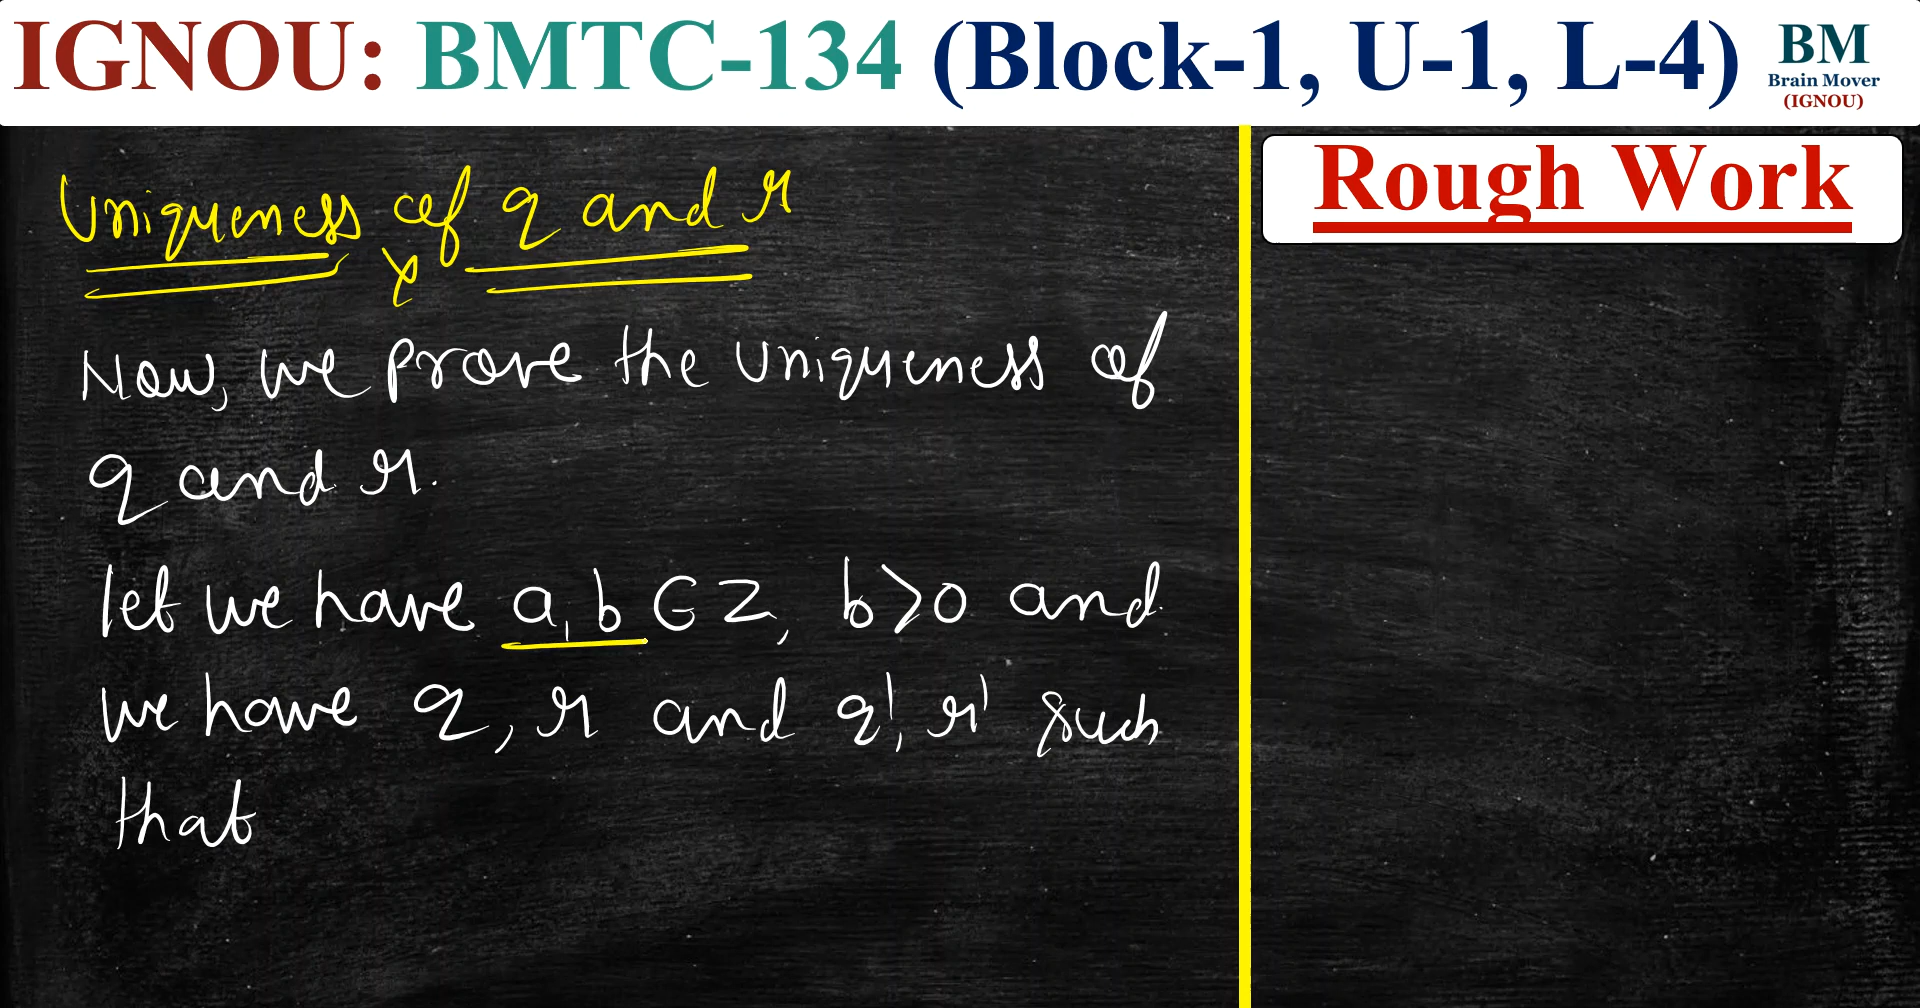 IGNOU: BMTC-134 (Block-1, U-1, L-4)
BM
Brain Mover
(IGNOU)
Rough Work
Uniqueness of q and r
Now, we prove the uniqueness of
q and r.
let we have a, b ∈ Z, b>0 and
we have q, r and q', r' such
that